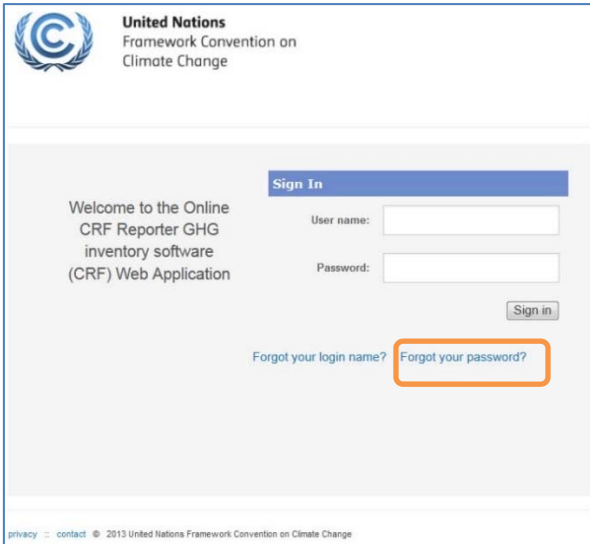 United Nations
Framework Convention on
Climate Change
Sign In
Welcome to the Online
CRF Reporter GHG
inventory software
(CRF) Web Application
User name:
Password:
Sign in
Forgot your login name? Forgot your password?
privacy :: contact © 2013 United Nations Framework Convention on Climate Change